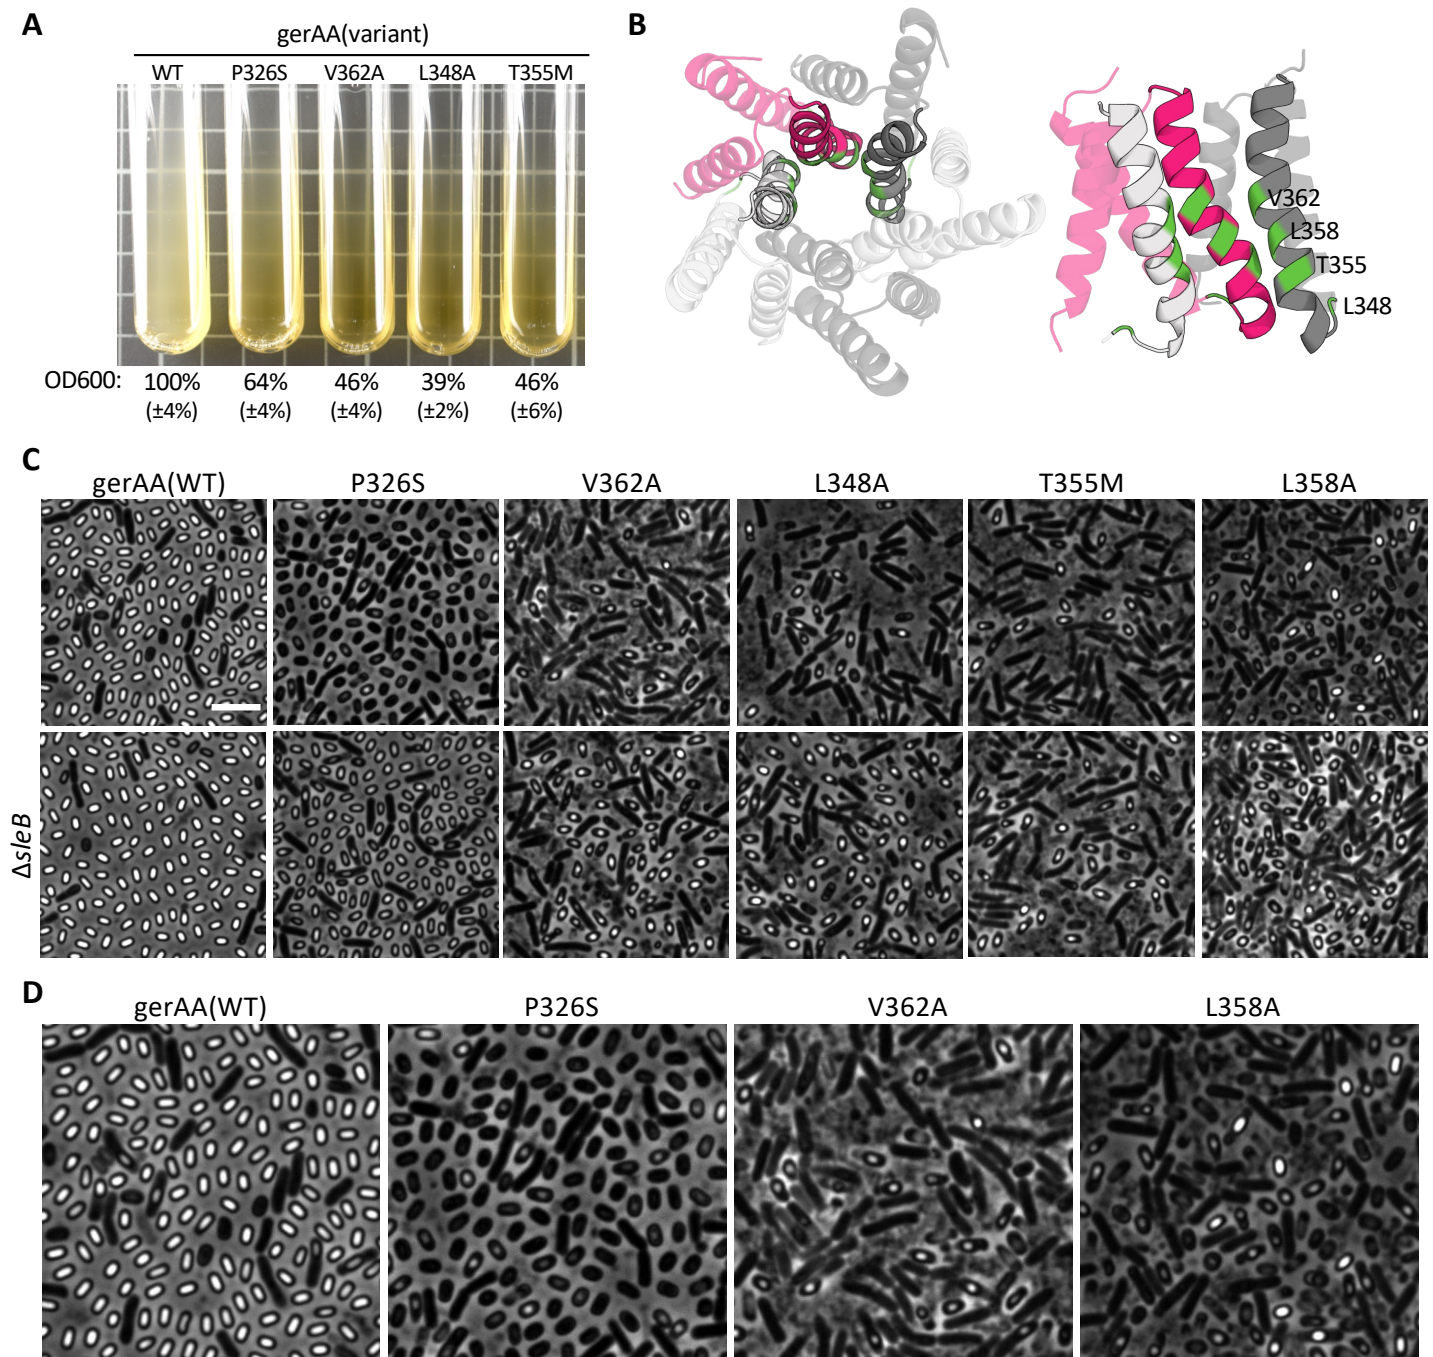 A
gerAA(variant)
WT P326S V362A L348A T355M
OD600: 100% 64% 46% 39% 46%
(±4%) (±4%) (±4%) (±2%) (±6%)
B
V362
L358
T355
L348
C
gerAA(WT) P326S V362A L348A T355M L358A
ΔsleB
D
gerAA(WT) P326S V362A L358A